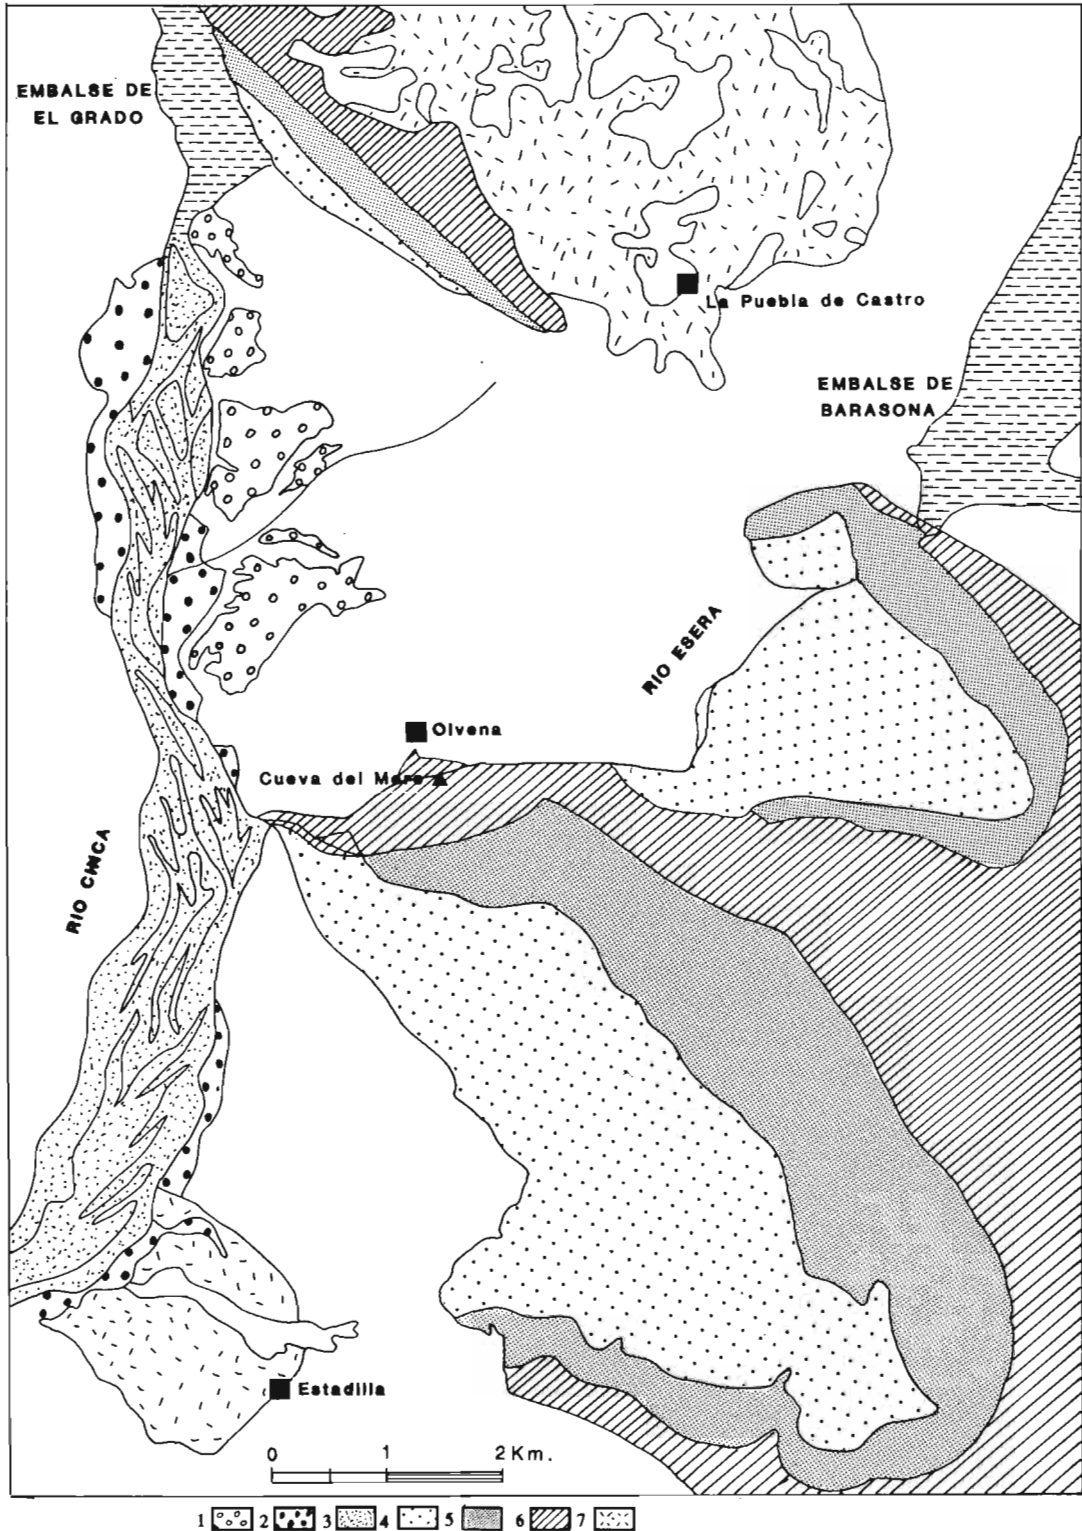 EMBALSE DE
EL GRADO
La Puebla de Castro
EMBALSE DE
BARASONA
RIO ESERA
Olvena
Cueva del Moro
RIO CINCA
Estadilla
0 1 2 Km.
1 2 3 4 5 6 7